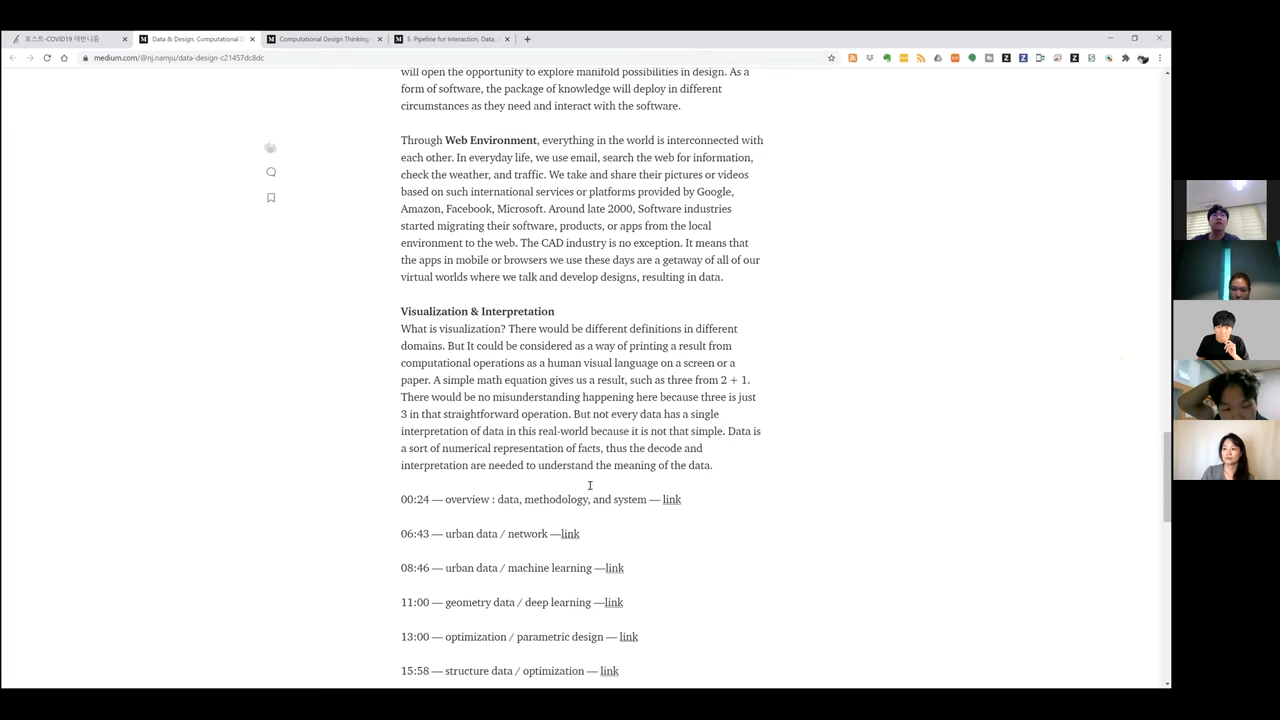 포스트-COVID19 어반니즘
Data & Design, Computational D
Computational Design Thinking
5. Pipeline for Interaction, Data,
medium.com/@nj.namju/data-design-c21457dc8dc
will open the opportunity to explore manifold possibilities in design. As a
form of software, the package of knowledge will deploy in different
circumstances as they need and interact with the software.
Through Web Environment, everything in the world is interconnected with
each other. In everyday life, we use email, search the web for information,
check the weather, and traffic. We take and share their pictures or videos
based on such international services or platforms provided by Google,
Amazon, Facebook, Microsoft. Around late 2000, Software industries
started migrating their software, products, or apps from the local
environment to the web. The CAD industry is no exception. It means that
the apps in mobile or browsers we use these days are a getaway of all of our
virtual worlds where we talk and develop designs, resulting in data.
Visualization & Interpretation
What is visualization? There would be different definitions in different
domains. But It could be considered as a way of printing a result from
computational operations as a human visual language on a screen or a
paper. A simple math equation gives us a result, such as three from 2 + 1.
There would be no misunderstanding happening here because three is just
3 in that straightforward operation. But not every data has a single
interpretation of data in this real-world because it is not that simple. Data is
a sort of numerical representation of facts, thus the decode and
interpretation are needed to understand the meaning of the data.
00:24 — overview : data, methodology, and system — link
06:43 — urban data / network —link
08:46 — urban data / machine learning —link
11:00 — geometry data / deep learning —link
13:00 — optimization / parametric design — link
15:58 — structure data / optimization — link